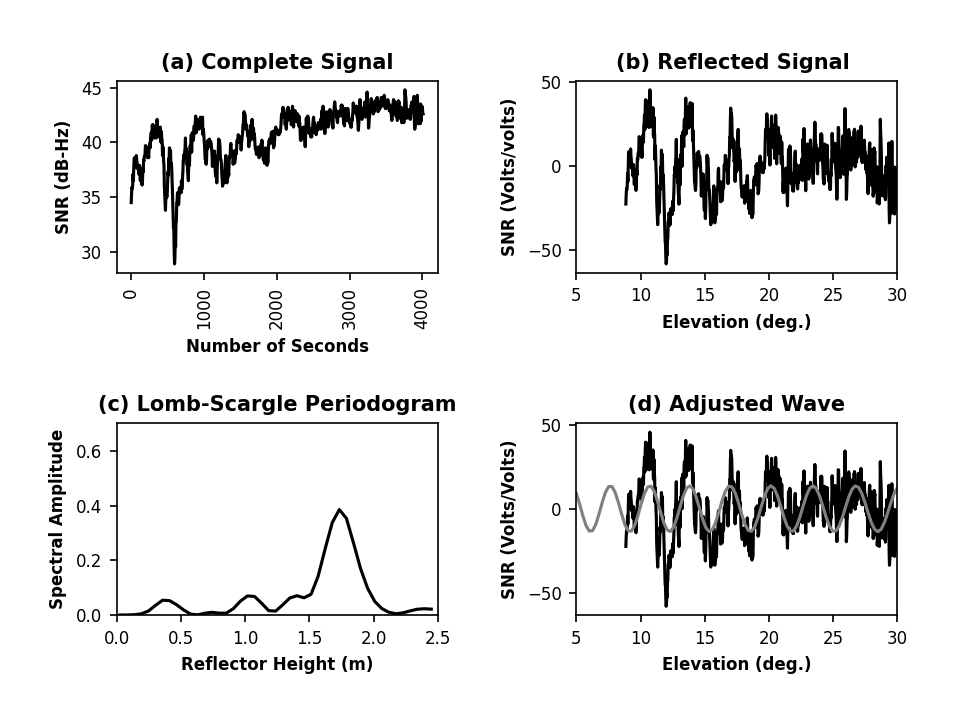 (a) Complete Signal
SNR (dB-Hz)
45
40
35
30
0
1000
2000
3000
4000
Number of Seconds
(b) Reflected Signal
SNR (Volts/volts)
50
0
−50
5 10 15 20 25 30
Elevation (deg.)
(c) Lomb-Scargle Periodogram
Spectral Amplitude
0.6
0.4
0.2
0.0
0.0 0.5 1.0 1.5 2.0 2.5
Reflector Height (m)
(d) Adjusted Wave
SNR (Volts/Volts)
50
0
−50
5 10 15 20 25 30
Elevation (deg.)